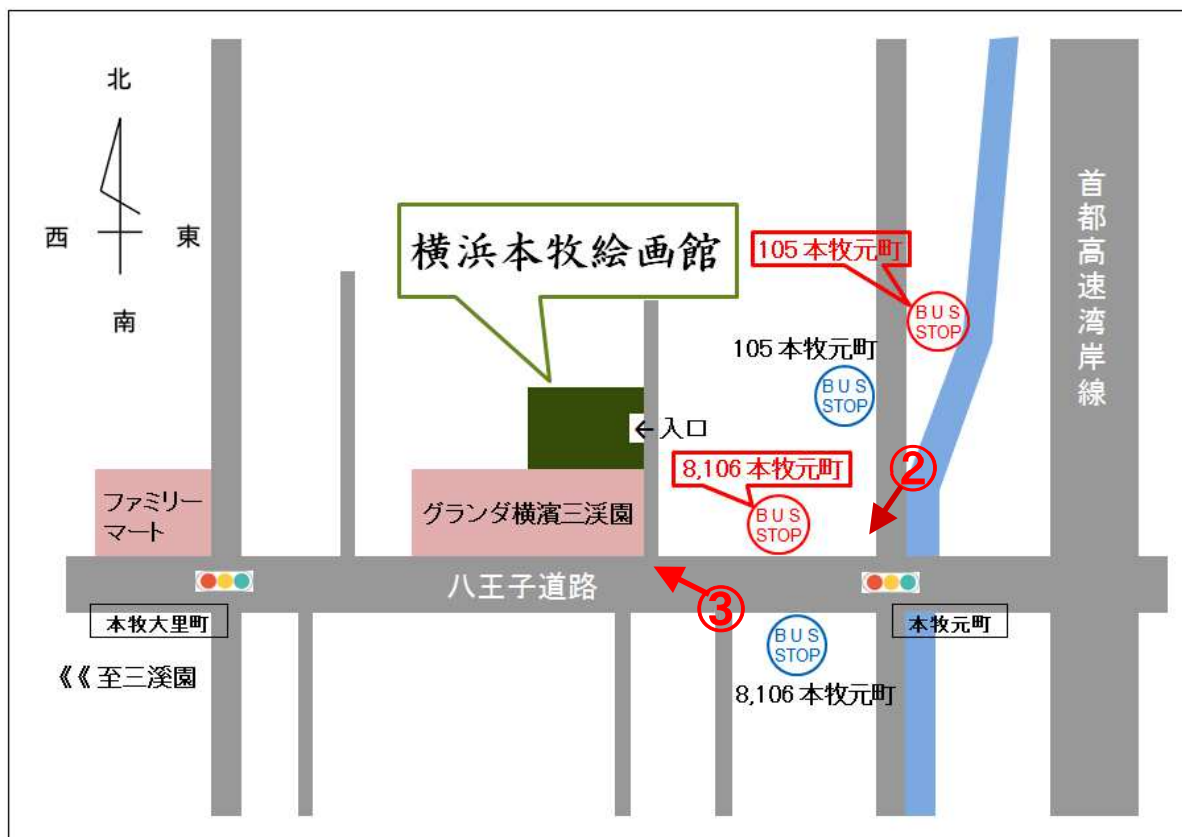 北
西
東
南
横浜本牧絵画館
105 本牧元町
BUS
STOP
105 本牧元町
BUS
STOP
首都高速湾岸線
←入口
8,106 本牧元町
BUS
STOP
②
ファミリー
マート
グランダ横濱三渓園
八王子道路
③
本牧大里町
本牧元町
BUS
STOP
8,106 本牧元町
《《 至三溪園